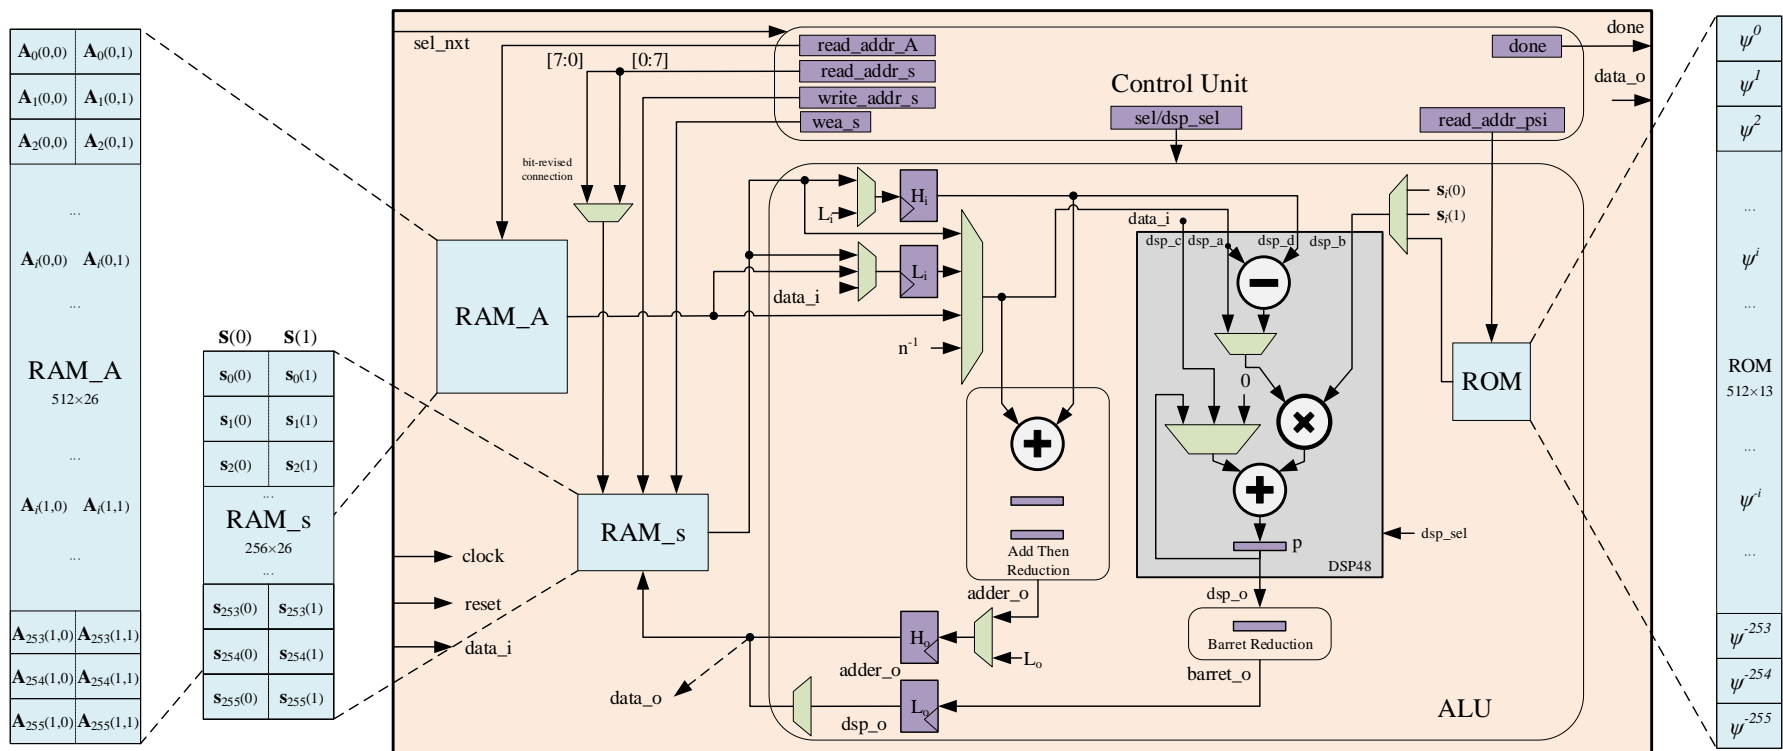 A0(0,0) A0(0,1)
A1(0,0) A1(0,1)
A2(0,0) A2(0,1)
...
Ai(0,0) Ai(0,1)
...
RAM_A
512×26
...
Ai(1,0) Ai(1,1)
...
A253(1,0) A253(1,1)
A254(1,0) A254(1,1)
A255(1,0) A255(1,1)
s(0) s(1)
s0(0) s0(1)
s1(0) s1(1)
s2(0) s2(1)
...
RAM_s
256×26
...
s253(0) s253(1)
s254(0) s254(1)
s255(0) s255(1)
sel_nxt
[7:0] [0:7]
read_addr_A
read_addr_s
write_addr_s
wea_s
Control Unit
sel/dsp_sel
done
read_addr_psi
done
data_o
bit-revised
connection
RAM_A
RAM_s
clock
reset
data_i
Li
Hi
Li
data_i
n-1
data_i
dsp_c dsp_a dsp_d dsp_b
si(0)
si(1)
0
p
DSP48
dsp_sel
ROM
Add Then
Reduction
adder_o
dsp_o
Barret Reduction
barret_o
Ho
Lo
adder_o
Lo
dsp_o
data_o
ALU
ψ0
ψ1
ψ2
...
ψi
...
ROM
512×13
...
ψ-i
...
ψ-253
ψ-254
ψ-255